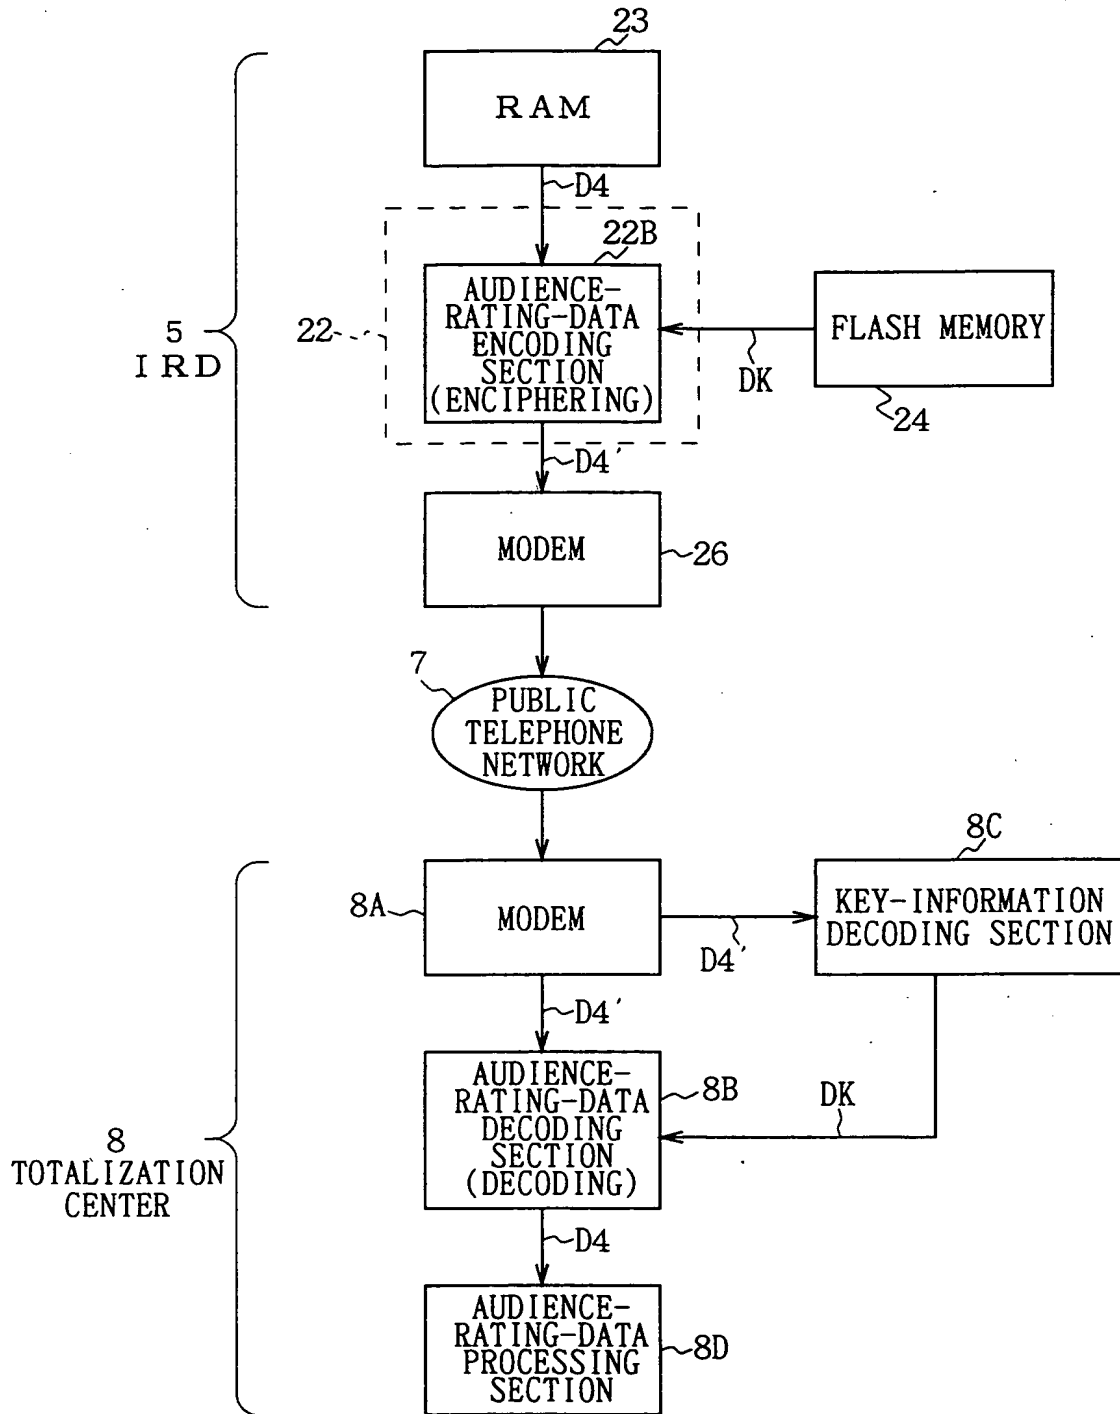 23
RAM
D4
22B
AUDIENCE-
RATING-DATA
ENCODING
SECTION
(ENCIPHERING)
22
5
IRD
FLASH MEMORY
DK
24
D4'
MODEM
26
7
PUBLIC
TELEPHONE
NETWORK
8A
MODEM
D4'
8C
KEY-INFORMATION
DECODING SECTION
D4'
AUDIENCE-
RATING-DATA
DECODING
SECTION
(DECODING)
8B
DK
8
TOTALIZATION
CENTER
D4
AUDIENCE-
RATING-DATA
PROCESSING
SECTION
8D